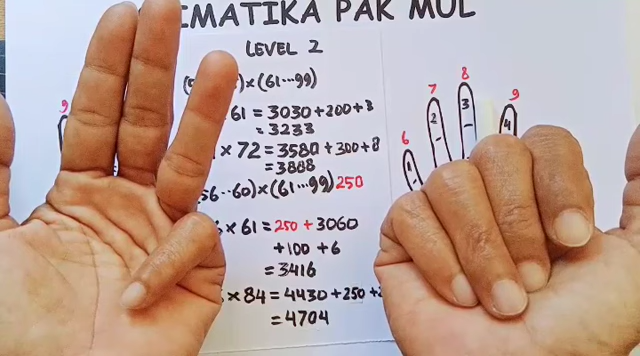 PAK MUL
LEVEL 2
×(61...99)
61 = 3030+200+3
= 3233
× 72 = 3580+300+8
= 3888
56..60)×(61...99) 250
× 61 = 250 + 3060
+100 +6
= 3416
× 84 = 4430+250+
= 4704
9
6
7
8
9
1
2
3
4